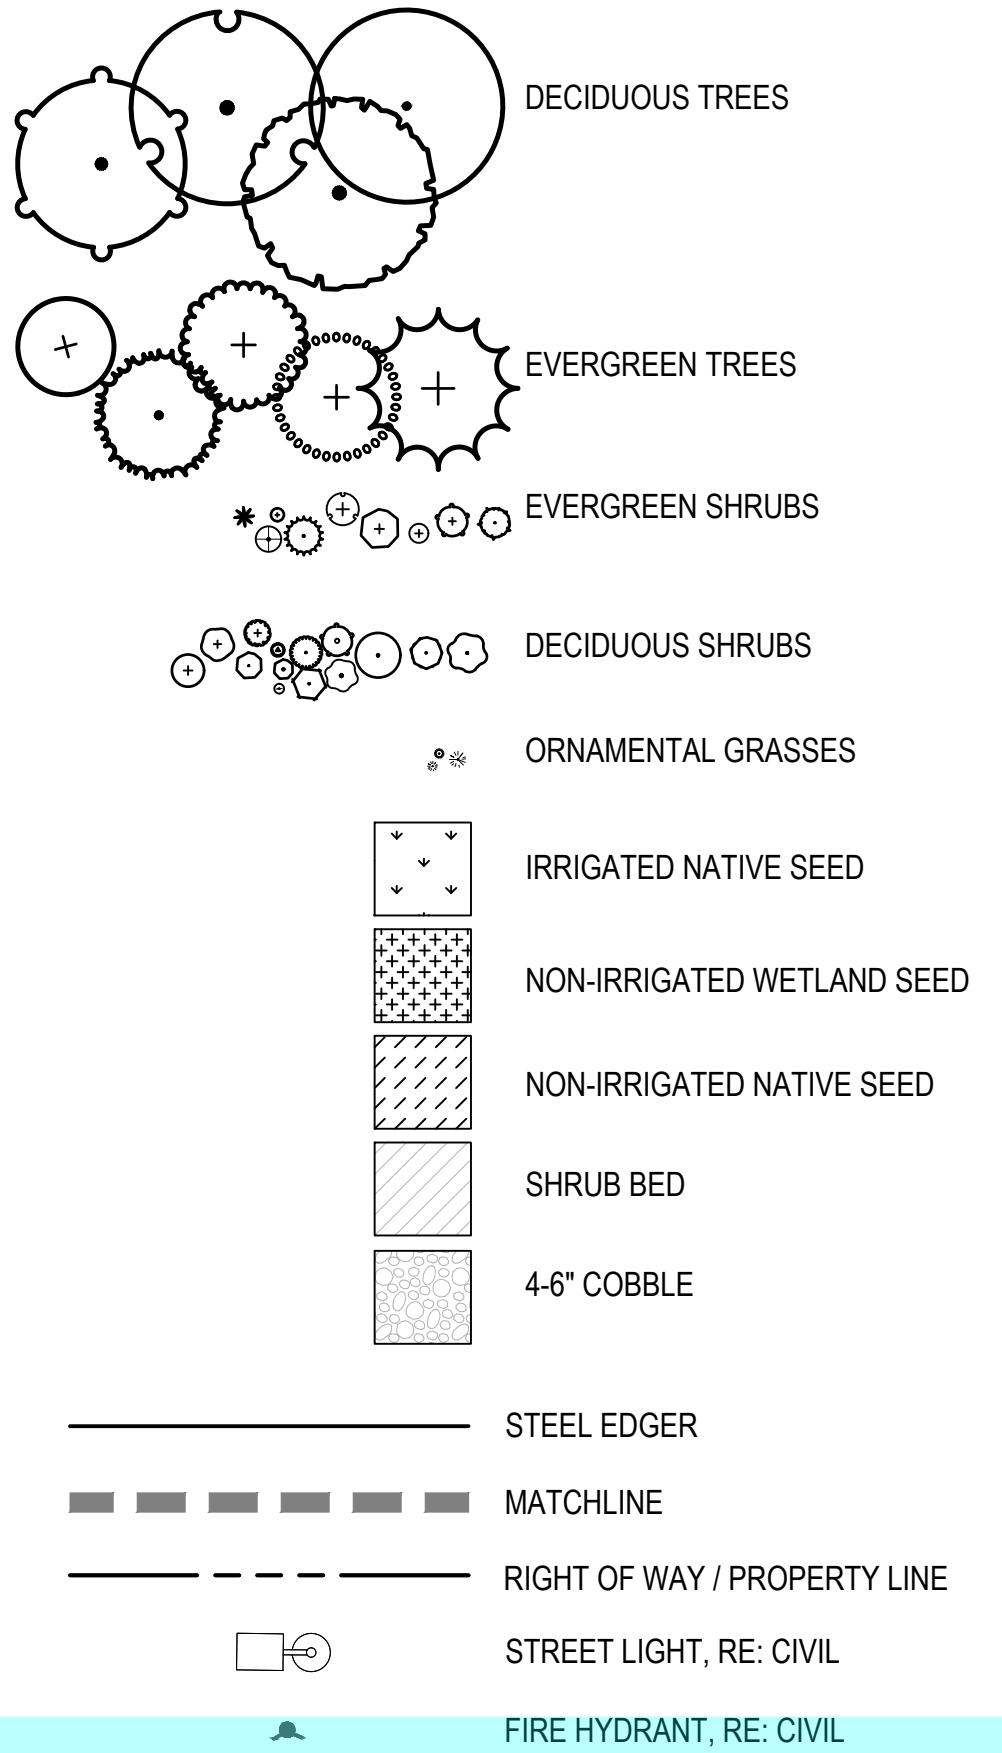 DECIDUOUS TREES
EVERGREEN TREES
EVERGREEN SHRUBS
DECIDUOUS SHRUBS
ORNAMENTAL GRASSES
IRRIGATED NATIVE SEED
NON-IRRIGATED WETLAND SEED
NON-IRRIGATED NATIVE SEED
SHRUB BED
4-6" COBBLE
STEEL EDGER
MATCHLINE
RIGHT OF WAY / PROPERTY LINE
STREET LIGHT, RE: CIVIL
FIRE HYDRANT, RE: CIVIL